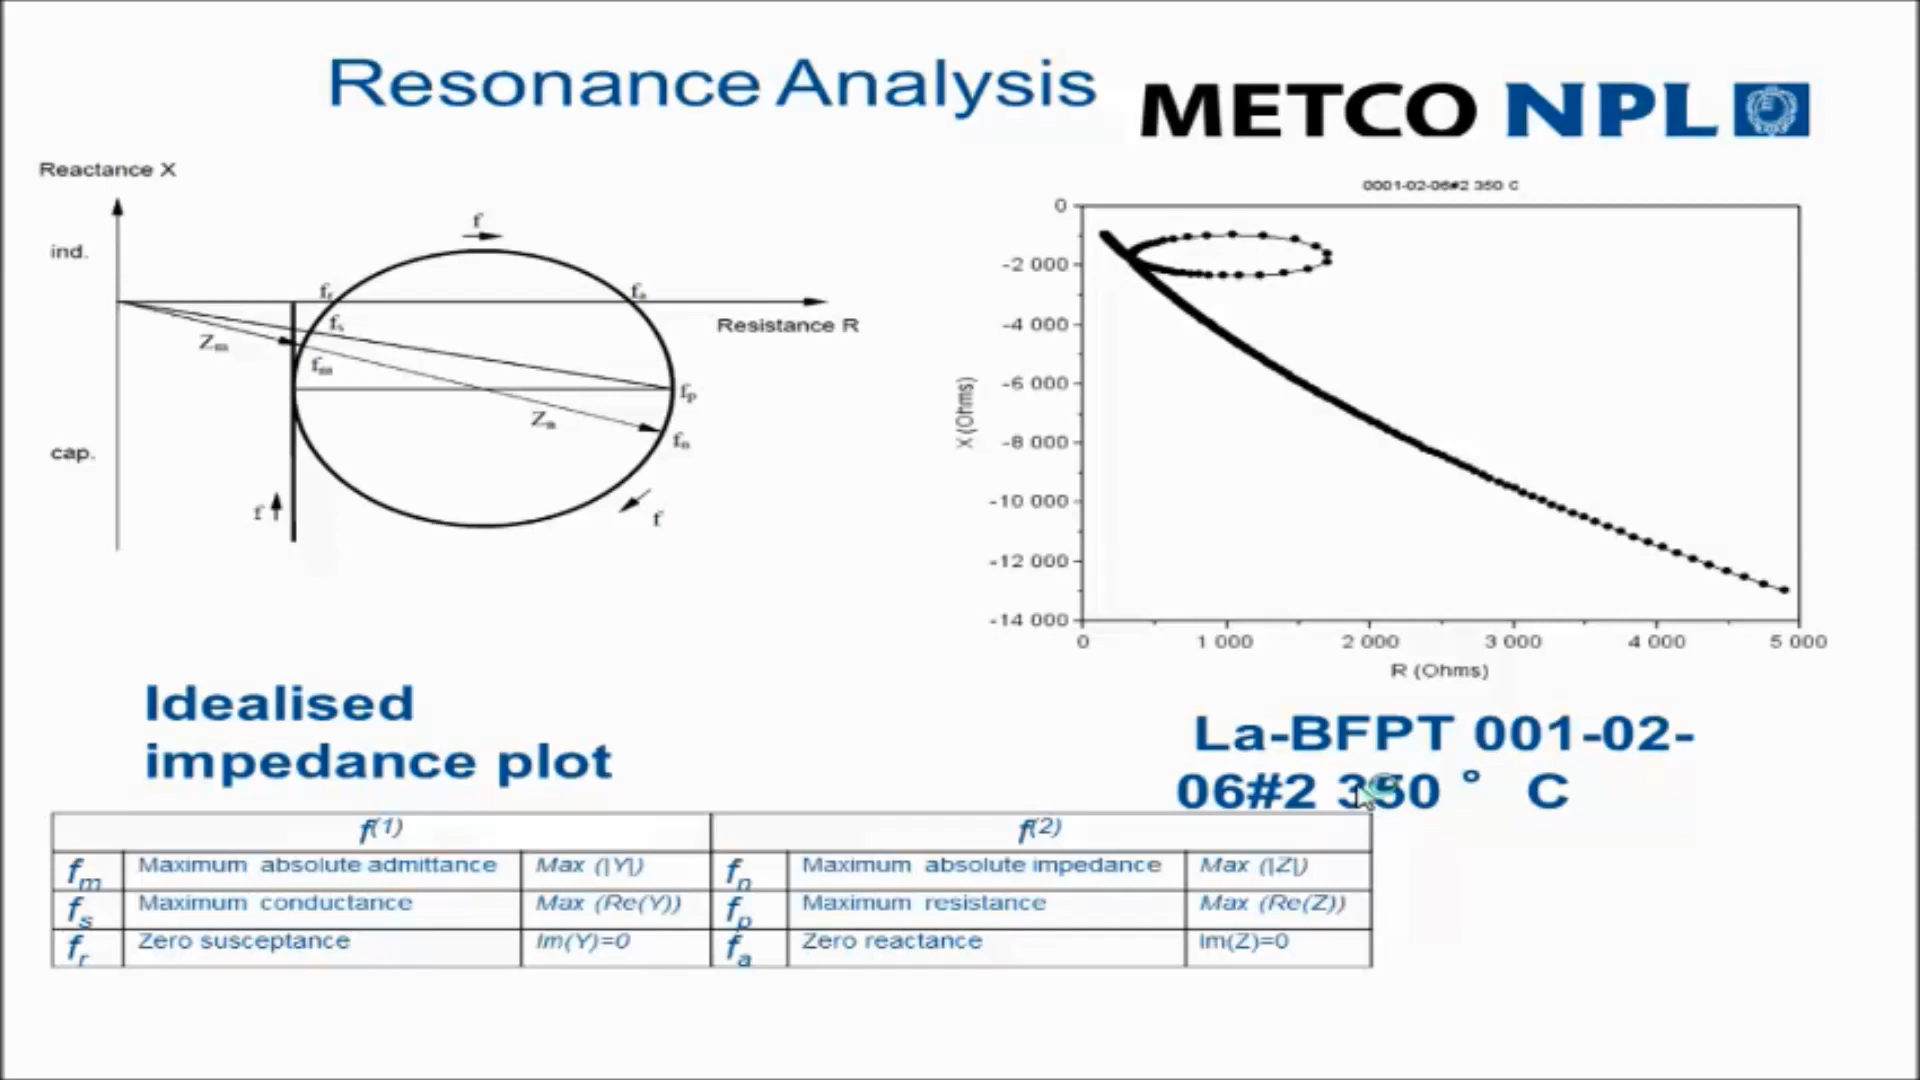 Resonance Analysis
METCO NPL
Reactance X
ind.
cap.
f
fr
fa
fs
Resistance R
Zm
fm
fp
Zn
fn
f
f
0001-02-06#2 350 C
0
-2 000
-4 000
-6 000
-8 000
-10 000
-12 000
-14 000
X (Ohms)
0 1 000 2 000 3 000 4 000 5 000
R (Ohms)
Idealised
impedance plot
La-BFPT 001-02-
06#2 350 ° C
f(1) f(2)
fm Maximum absolute admittance Max (|Y|) fn Maximum absolute impedance Max (|Z|)
fs Maximum conductance Max (Re(Y)) fp Maximum resistance Max (Re(Z))
fr Zero susceptance Im(Y)=0 fa Zero reactance Im(Z)=0